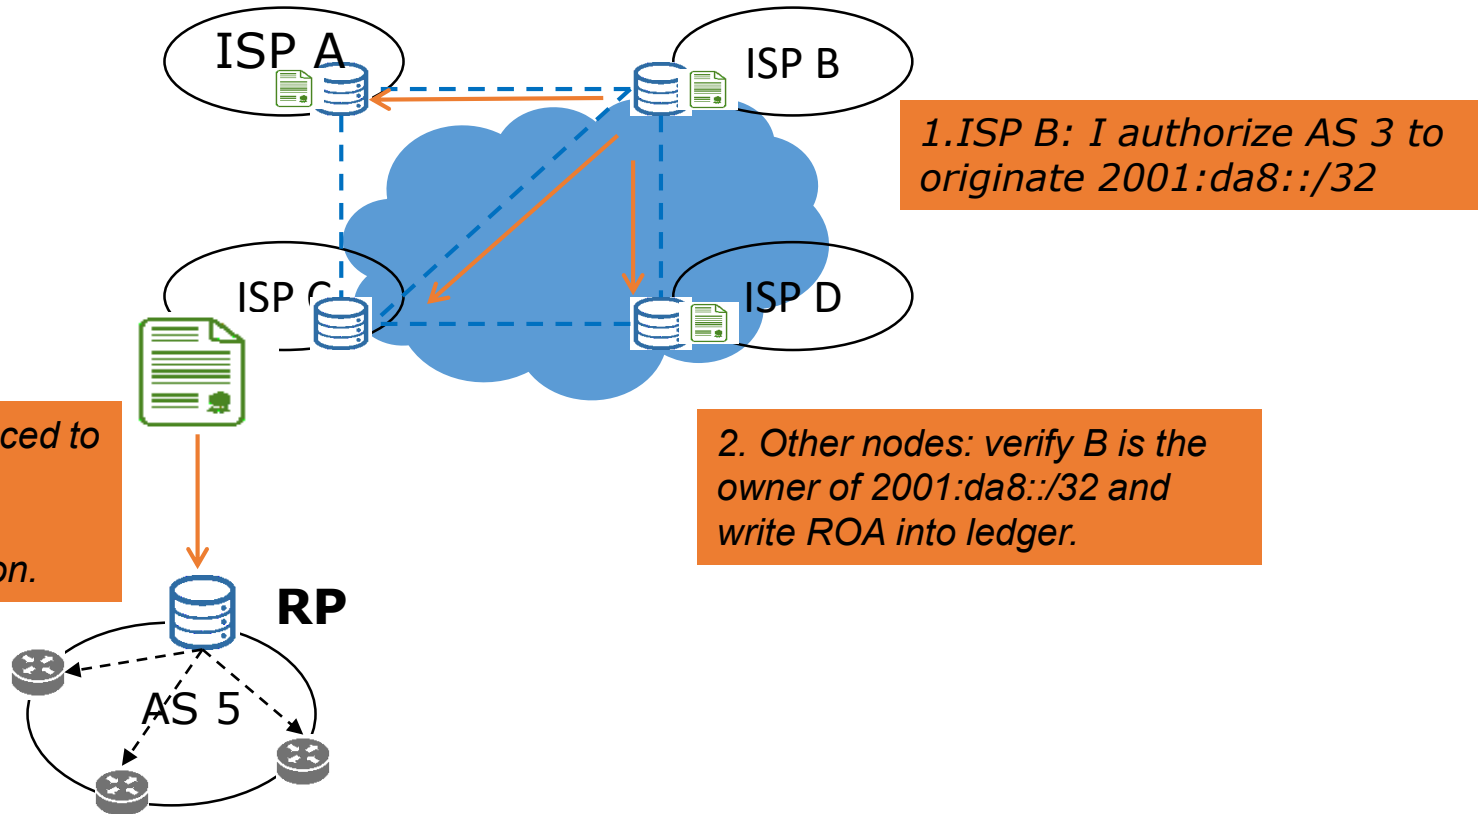 ISP A
ISP B
1.ISP B: I authorize AS 3 to
originate 2001:da8::/32
ISP C
ISP D
ced to
on.
2. Other nodes: verify B is the
owner of 2001:da8::/32 and
write ROA into ledger.
RP
AS 5